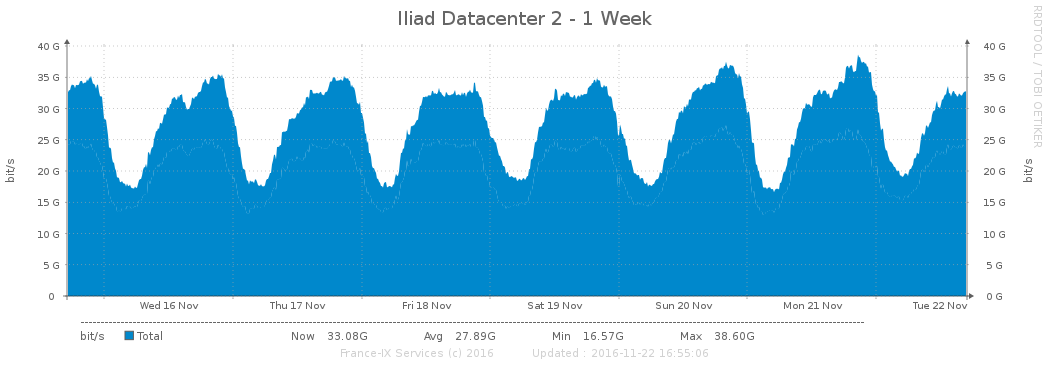 Iliad Datacenter 2 - 1 Week
RRDTOOL / TOBI OETIKER
bit/s
40 G 40 G
35 G 35 G
30 G 30 G
25 G 25 G
20 G 20 G
15 G 15 G
10 G 10 G
5 G 5 G
0 0 G
bit/s
Wed 16 Nov Thu 17 Nov Fri 18 Nov Sat 19 Nov Sun 20 Nov Mon 21 Nov Tue 22 Nov
bit/s Total Now 33.08G Avg 27.89G Min 16.57G Max 38.60G
France-IX Services (c) 2016 Updated : 2016-11-22 16:55:06